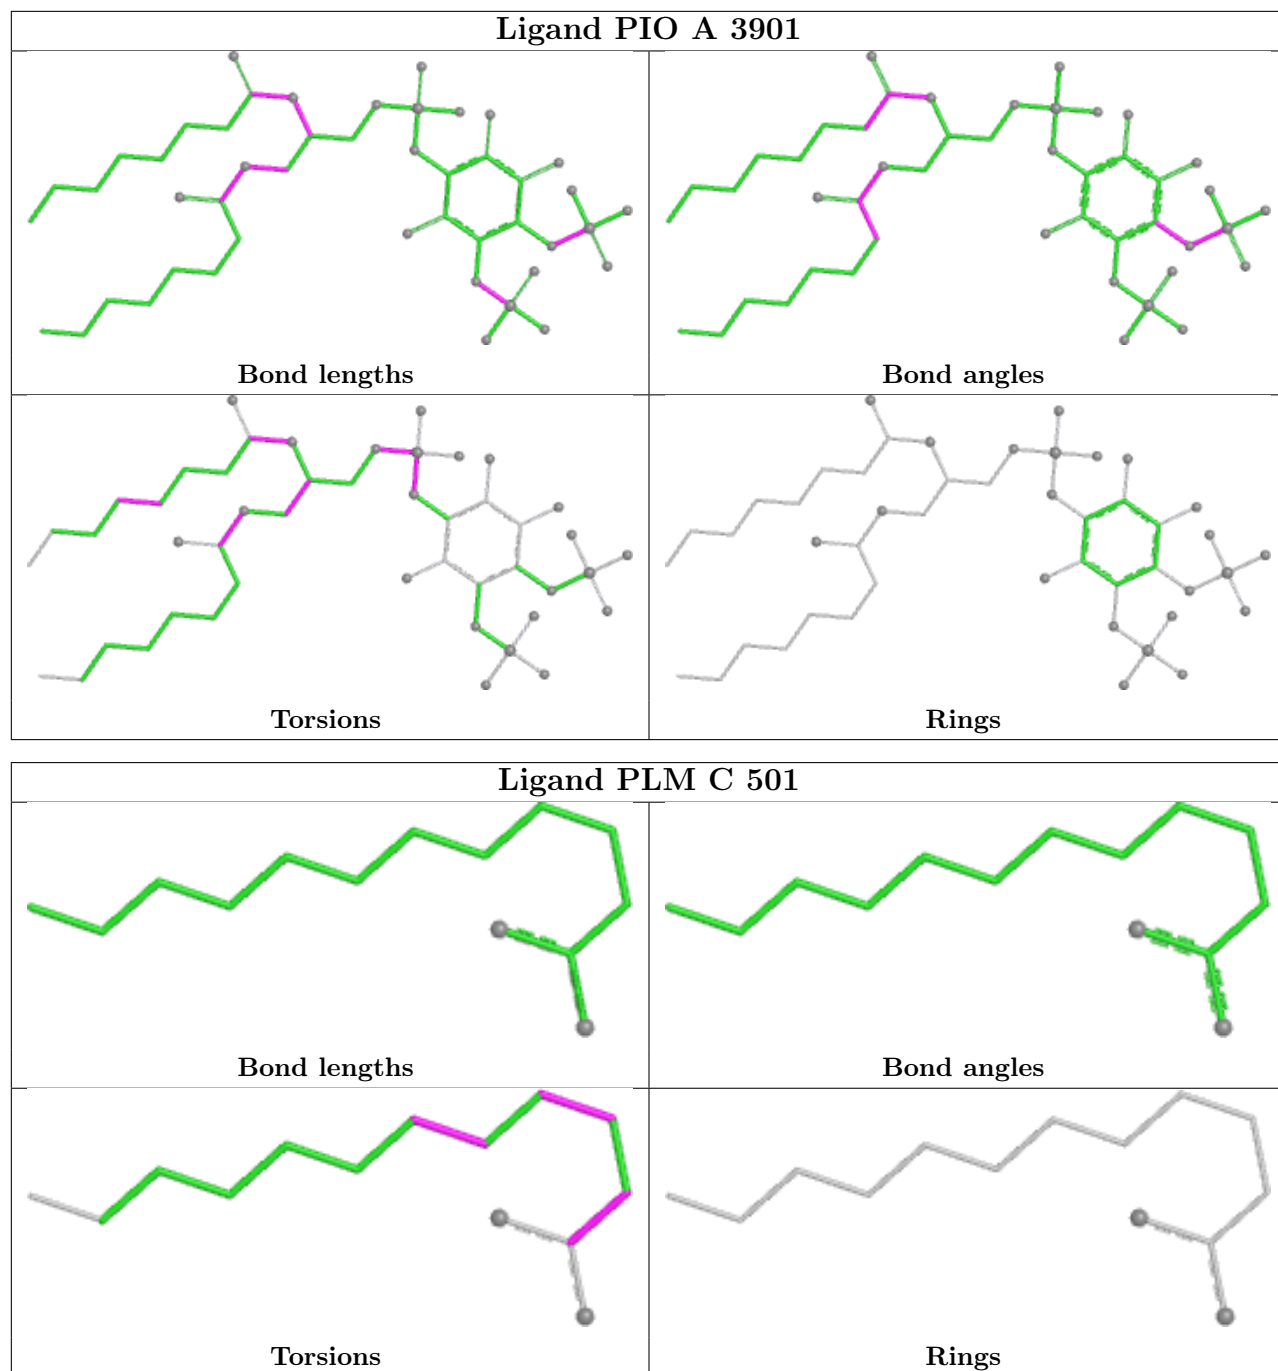 Ligand PIO A 3901
Bond lengths
Bond angles
Torsions
Rings
Ligand PLM C 501
Bond lengths
Bond angles
Torsions
Rings